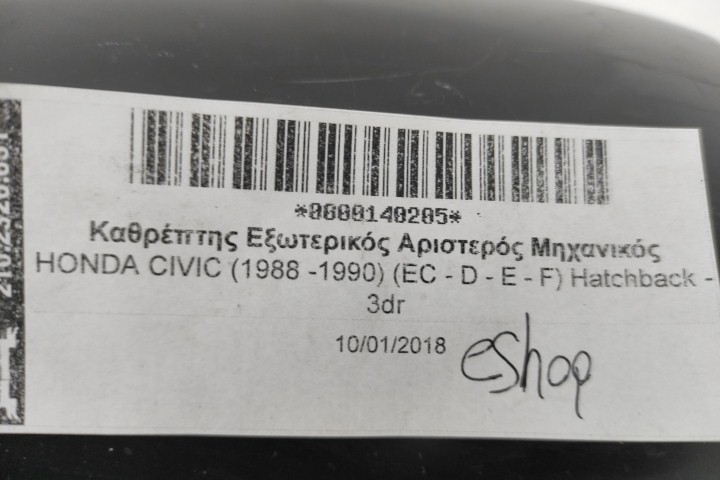 *0000140205*
Καθρέπτης Εξωτερικός Αριστερός Μηχανικός
HONDA CIVIC (1988 -1990) (EC - D - E - F) Hatchback -
3dr
10/01/2018
eshop